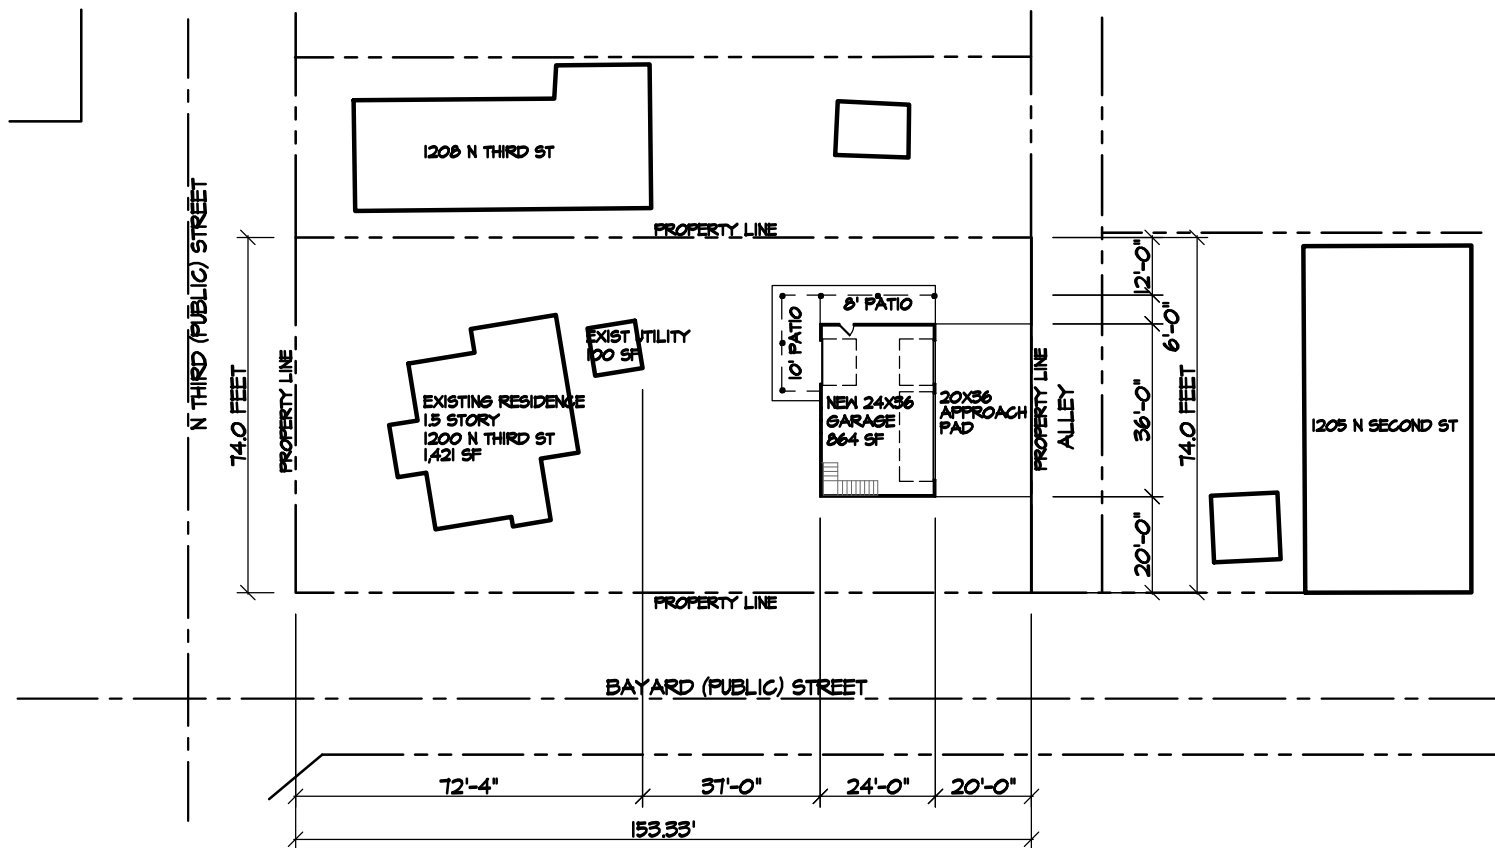 1208 N THIRD ST
N THIRD (PUBLIC) STREET
PROPERTY LINE
12'-0"
8' PATIO
10' PATIO
6'-0"
EXIST UTILITY
100 SF
74.0 FEET
PROPERTY LINE
EXISTING RESIDENCE
1.5 STORY
1200 N THIRD ST
1,421 SF
NEW 24X36
GARAGE
864 SF
20X36
APPROACH
PAD
PROPERTY LINE
ALLEY
36'-0"
74.0 FEET
1205 N SECOND ST
20'-0"
PROPERTY LINE
BAYARD (PUBLIC) STREET
72'-4"
37'-0"
24'-0"
20'-0"
153.33'